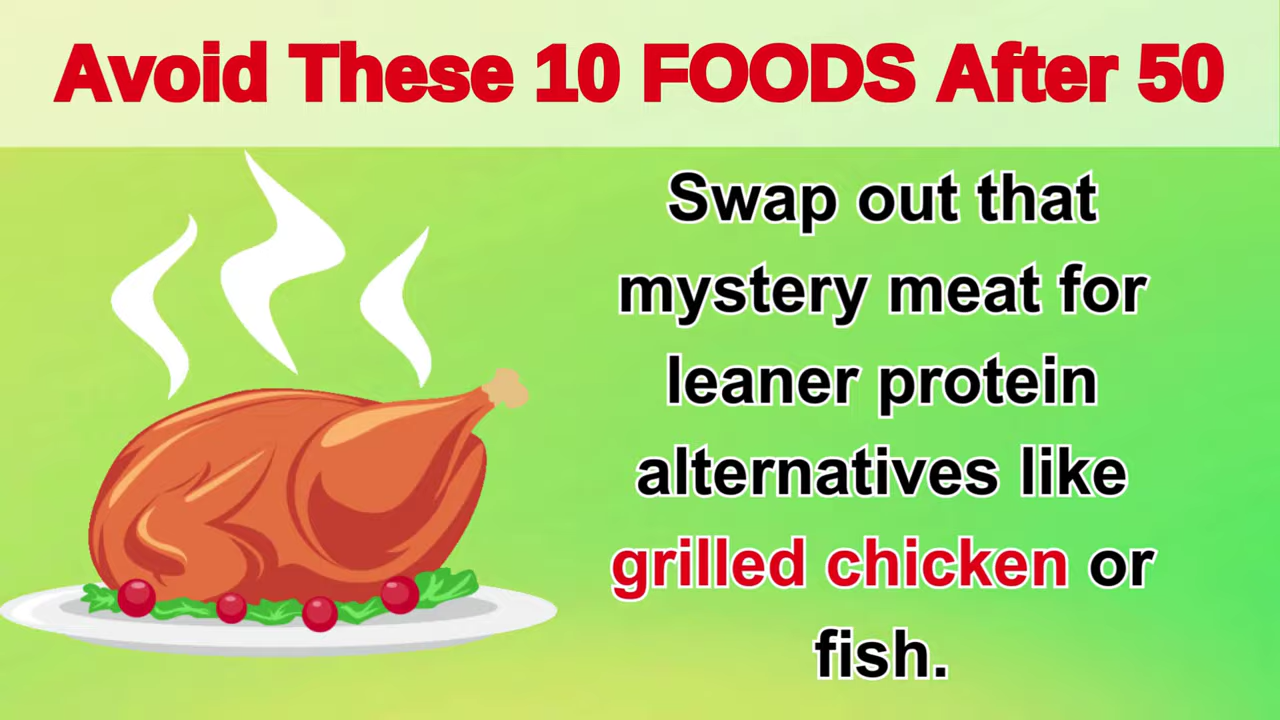 Avoid These 10 FOODS After 50
Swap out that
mystery meat for
leaner protein
alternatives like
grilled chicken or
fish.